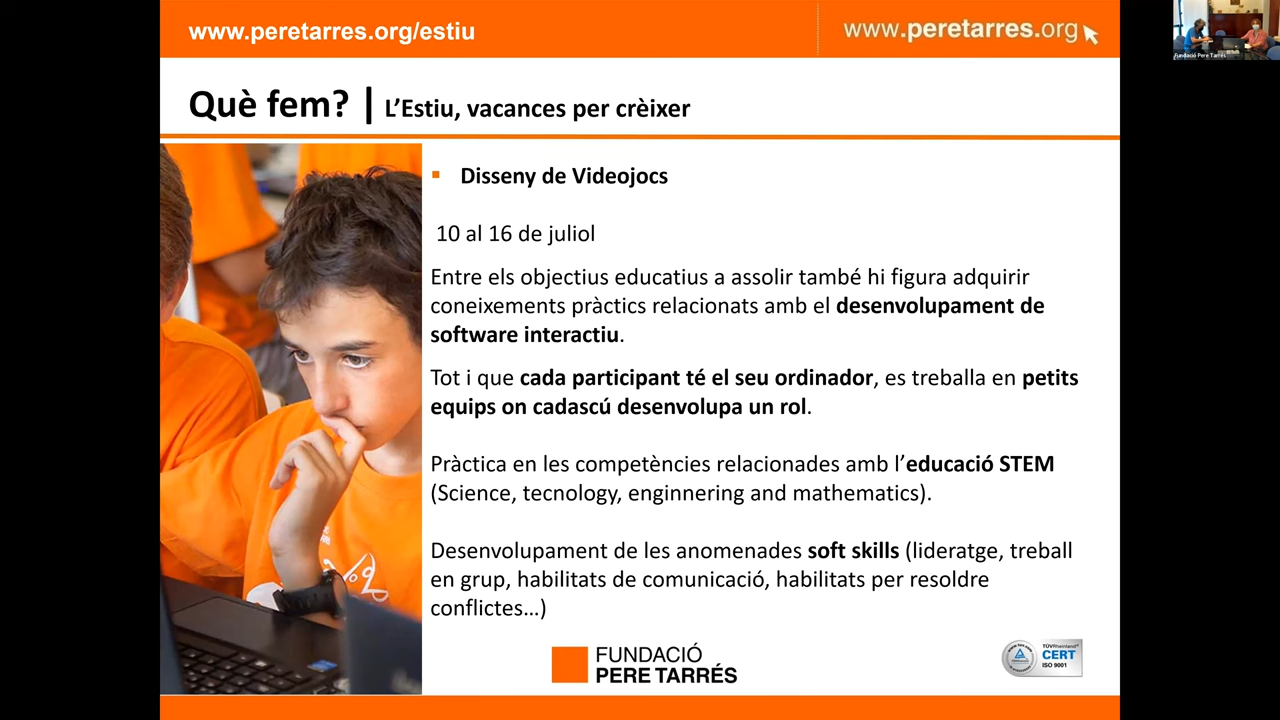 www.peretarres.org/estiu
www.peretarres.org
Fundació Pere Tarrés
Què fem? | L'Estiu, vacances per crèixer
Disseny de Videojocs
10 al 16 de juliol
Entre els objectius educatius a assolir també hi figura adquirir
coneixements pràctics relacionats amb el desenvolupament de
software interactiu.
Tot i que cada participant té el seu ordinador, es treballa en petits
equips on cadascú desenvolupa un rol.
Pràctica en les competències relacionades amb l'educació STEM
(Science, tecnology, enginnering and mathematics).
Desenvolupament de les anomenades soft skills (lideratge, treball
en grup, habilitats de comunicació, habilitats per resoldre
conflictes…)
FUNDACIÓ
PERE TARRÉS
TÜVRheinland
CERT
ISO 9001